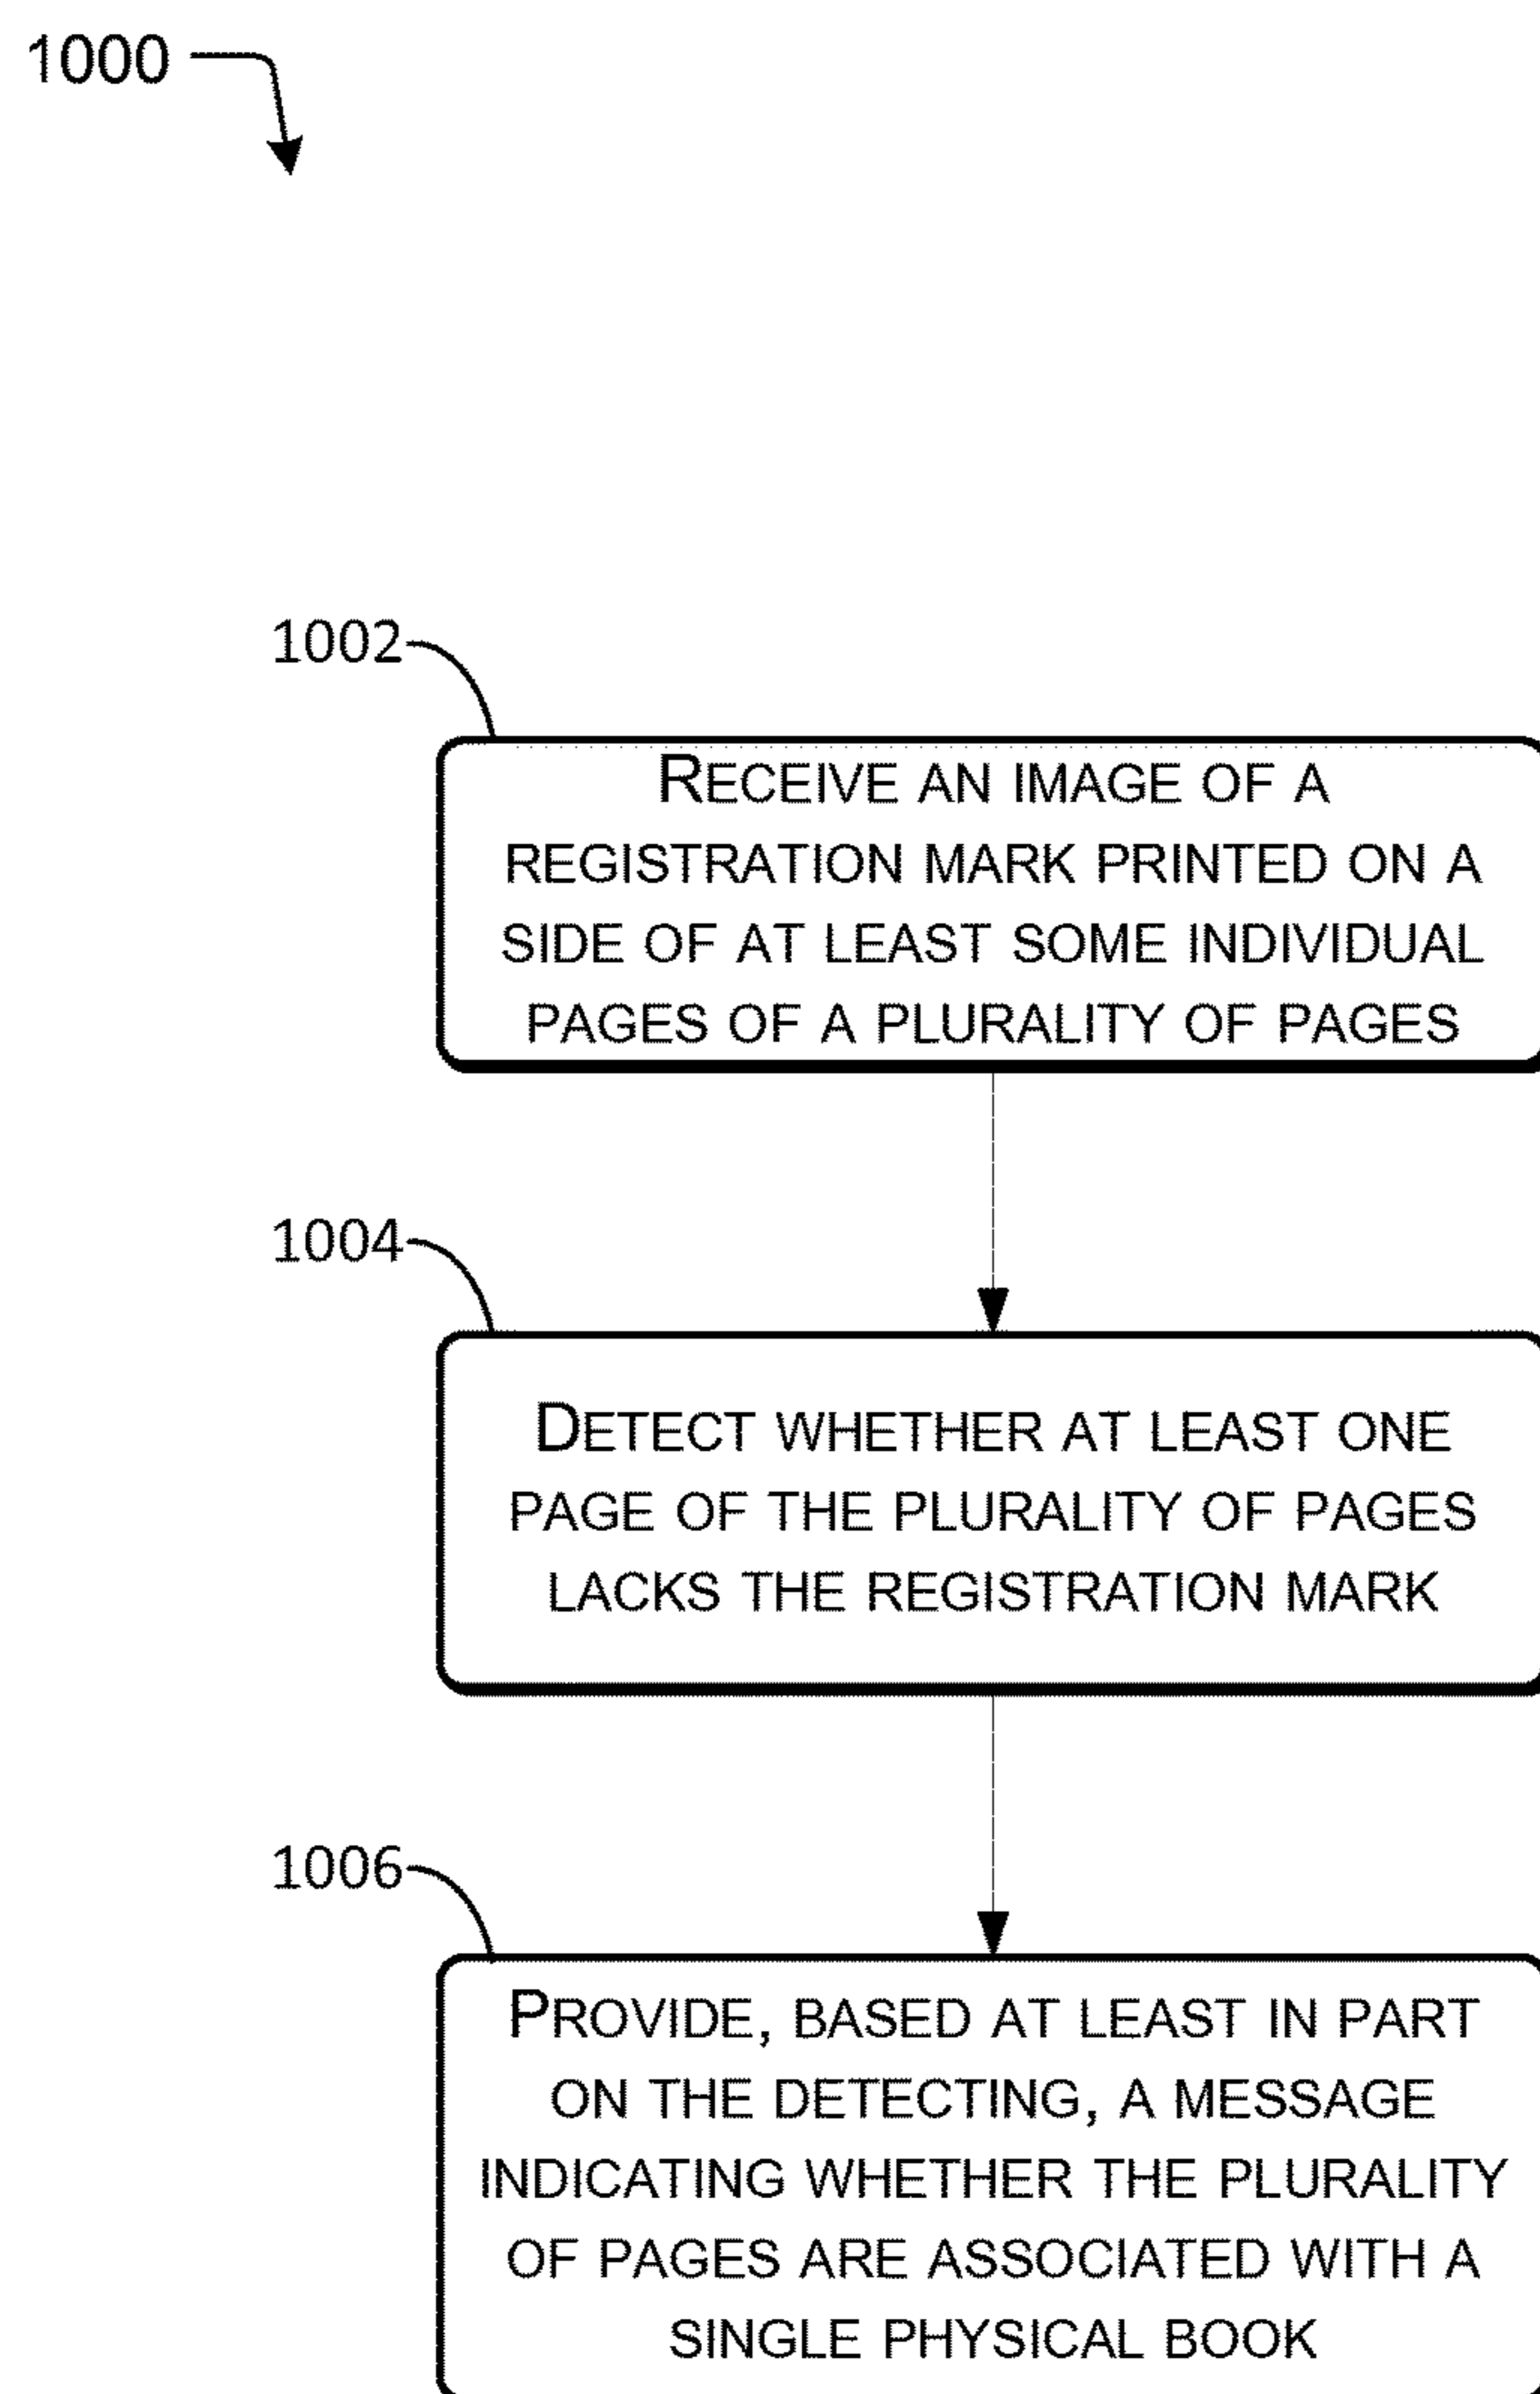 1000
1002
RECEIVE AN IMAGE OF A
REGISTRATION MARK PRINTED ON A
SIDE OF AT LEAST SOME INDIVIDUAL
PAGES OF A PLURALITY OF PAGES
1004
DETECT WHETHER AT LEAST ONE
PAGE OF THE PLURALITY OF PAGES
LACKS THE REGISTRATION MARK
1006
PROVIDE, BASED AT LEAST IN PART
ON THE DETECTING, A MESSAGE
INDICATING WHETHER THE PLURALITY
OF PAGES ARE ASSOCIATED WITH A
SINGLE PHYSICAL BOOK